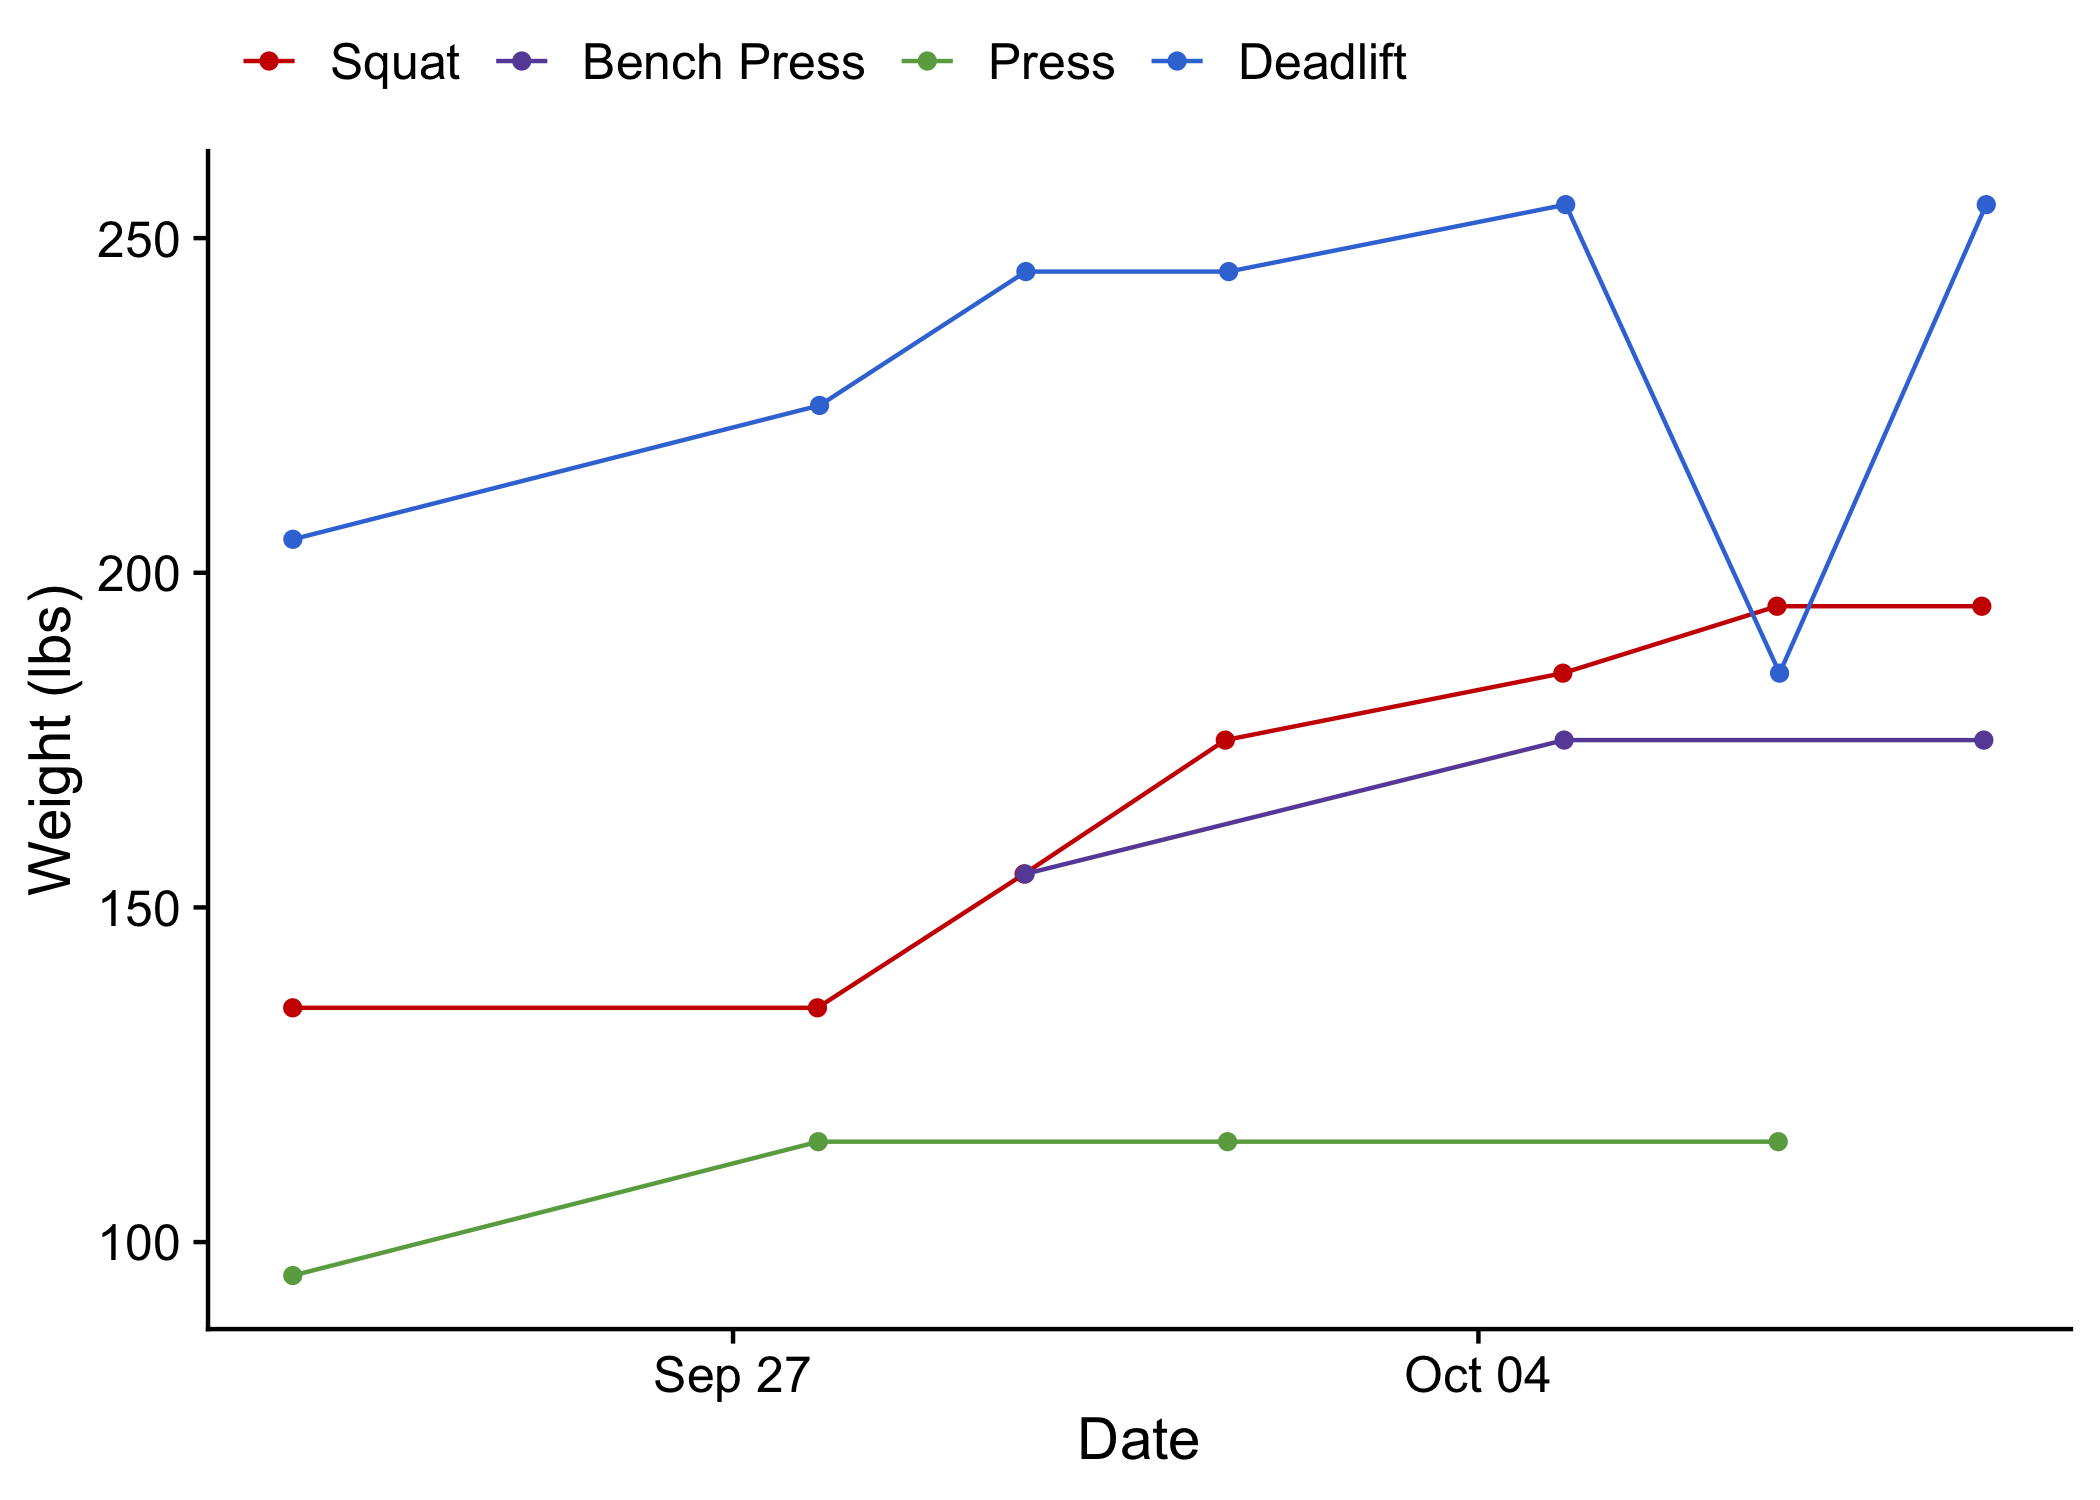 Squat Bench Press Press Deadlift
250
200
150
100
Weight (lbs)
Sep 27 Oct 04
Date